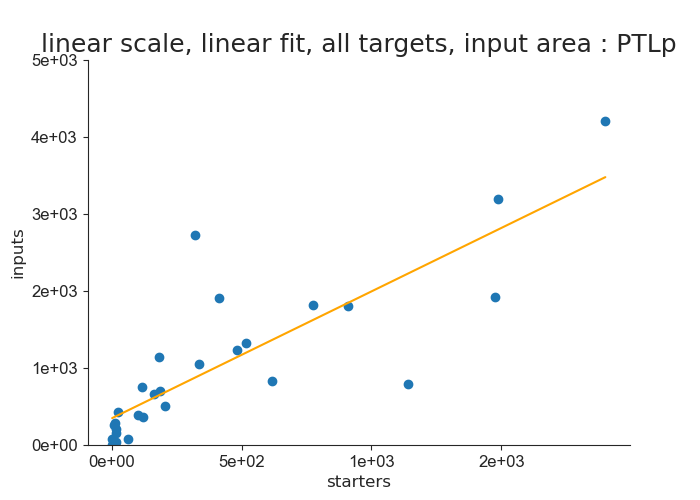 linear scale, linear fit, all targets, input area : PTLp
5e+03
4e+03
3e+03
2e+03
1e+03
0e+00
inputs
0e+00 5e+02 1e+03 2e+03
starters